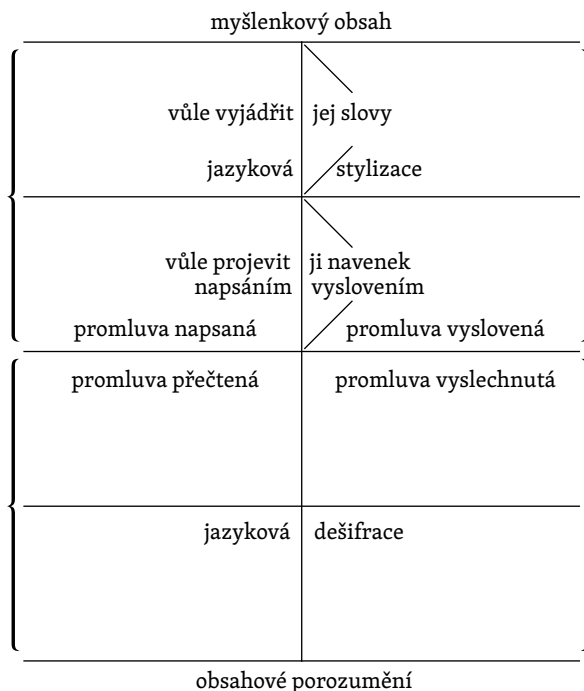 myšlenkový obsah
vůle vyjádřit jej slovy
jazyková stylizace
vůle projevit ji navenek
napsáním vyslovením
promluva napsaná promluva vyslovená
promluva přečtená promluva vyslechnutá
jazyková dešifrace
obsahové porozumění